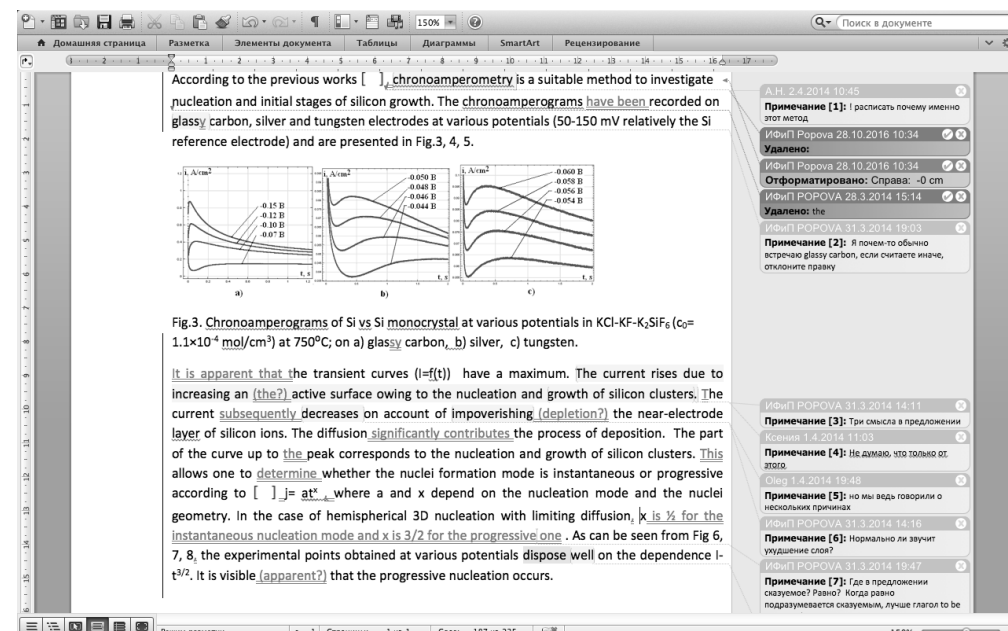 150%
Поиск в документе
Домашняя страница Разметка Элементы документа Таблицы Диаграммы SmartArt Рецензирование
According to the previous works [ ], chronoamperometry is a suitable method to investigate
nucleation and initial stages of silicon growth. The chronoamperograms have been recorded on
glassy carbon, silver and tungsten electrodes at various potentials (50-150 mV relatively the Si
reference electrode) and are presented in Fig.3, 4, 5.
i, A/cm²
-0.15 В
-0.12 В
-0.10 В
-0.07 В
t, s
a)
i, A/cm²
-0.050 В
-0.048 В
-0.046 В
-0.044 В
t, s
b)
i, A/cm²
-0.060 В
-0.058 В
-0.056 В
-0.054 В
t, s
c)
Fig.3. Chronoamperograms of Si vs Si monocrystal at various potentials in KCl-KF-K₂SiF₆ (c₀=
1.1×10⁻⁴ mol/cm³) at 750°C; on a) glassy carbon, b) silver, c) tungsten.
It is apparent that the transient curves (I=f(t)) have a maximum. The current rises due to
increasing an (the?) active surface owing to the nucleation and growth of silicon clusters. The
current subsequently decreases on account of impoverishing (depletion?) the near-electrode
layer of silicon ions. The diffusion significantly contributes the process of deposition. The part
of the curve up to the peak corresponds to the nucleation and growth of silicon clusters. This
allows one to determine whether the nuclei formation mode is instantaneous or progressive
according to [ ] j= atˣ , where a and x depend on the nucleation mode and the nuclei
geometry. In the case of hemispherical 3D nucleation with limiting diffusion, x is ½ for the
instantaneous nucleation mode and x is 3/2 for the progressive one . As can be seen from Fig 6,
7, 8, the experimental points obtained at various potentials dispose well on the dependence I-
t³/². It is visible (apparent?) that the progressive nucleation occurs.
А.Н. 2.4.2014 10:45
Примечание [1]: ! расписать почему именно
этот метод
ИФиП Popova 28.10.2016 10:34
Удалено:
ИФиП Popova 28.10.2016 10:34
Отформатировано: Справа: -0 cm
ИФиП POPOVA 28.3.2014 15:14
Удалено: the
ИФиП POPOVA 31.3.2014 19:03
Примечание [2]: Я почем-то обычно
встречаю glassy carbon, если считаете иначе,
отклоните правку
ИФиП POPOVA 31.3.2014 14:11
Примечание [3]: Три смысла в предложении
Ксения 1.4.2014 11:03
Примечание [4]: Не думаю, что только от
этого.
Oleg 1.4.2014 19:48
Примечание [5]: но мы ведь говорили о
нескольких причинах
ИФиП POPOVA 31.3.2014 14:16
Примечание [6]: Нормально ли звучит
ухудшение слоя?
ИФиП POPOVA 31.3.2014 19:47
Примечание [7]: Где в предложении
сказуемое? Равно? Когда равно
подразумевается сказуемым, лучше глагол to be